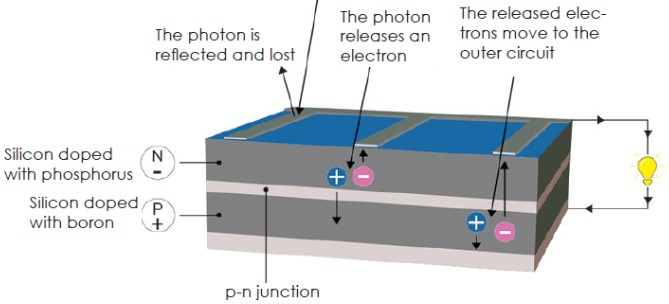 The photon is
reflected and lost
The photon
releases an
electron
The released elec-
trons move to the
outer circuit
Silicon doped
with phosphorus
N
-
Silicon doped
with boron
P
+
+ -
+ -
p-n junction